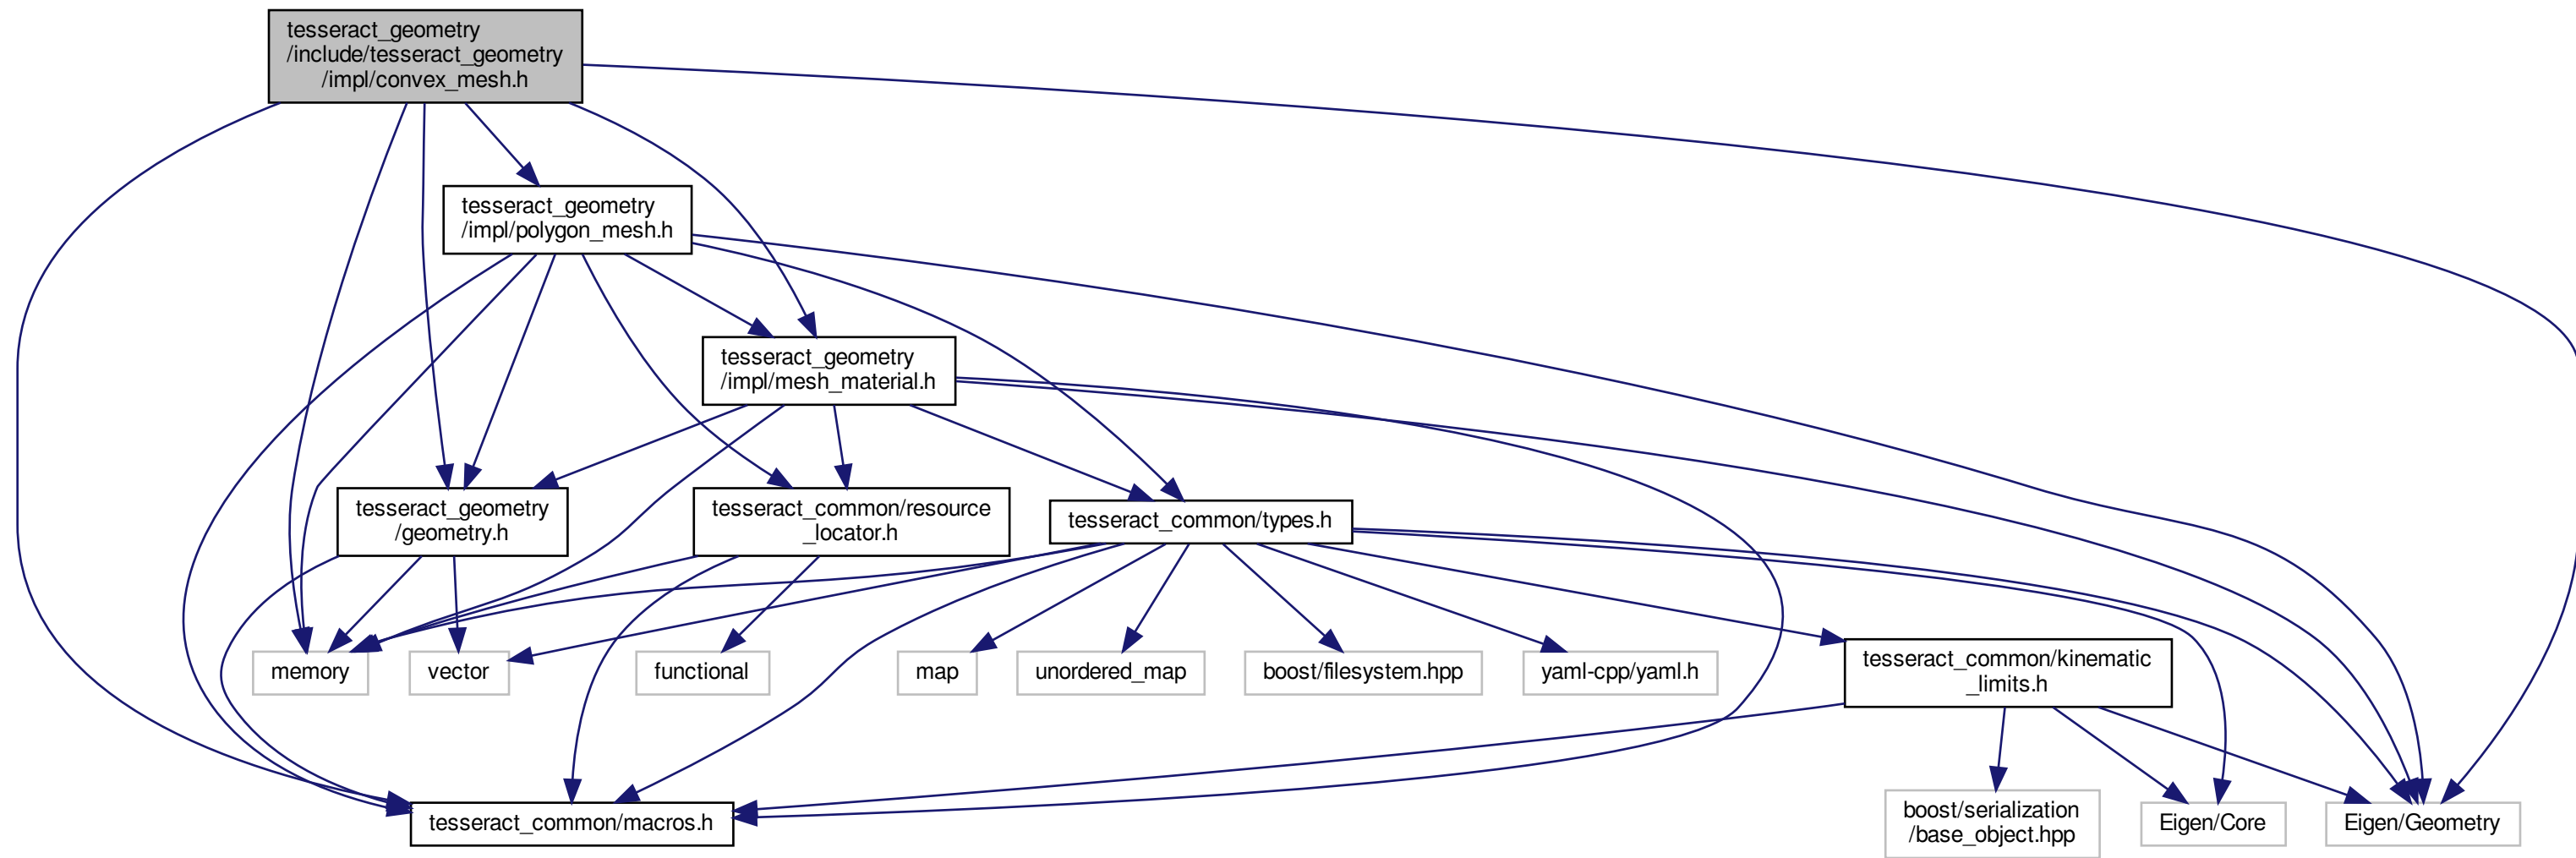 tesseract_geometry
/include/tesseract_geometry
/impl/convex_mesh.h
tesseract_geometry
/impl/polygon_mesh.h
tesseract_geometry
/impl/mesh_material.h
tesseract_geometry
/geometry.h
tesseract_common/resource
_locator.h
tesseract_common/types.h
memory
vector
functional
map
unordered_map
boost/filesystem.hpp
yaml-cpp/yaml.h
tesseract_common/kinematic
_limits.h
tesseract_common/macros.h
boost/serialization
/base_object.hpp
Eigen/Core
Eigen/Geometry